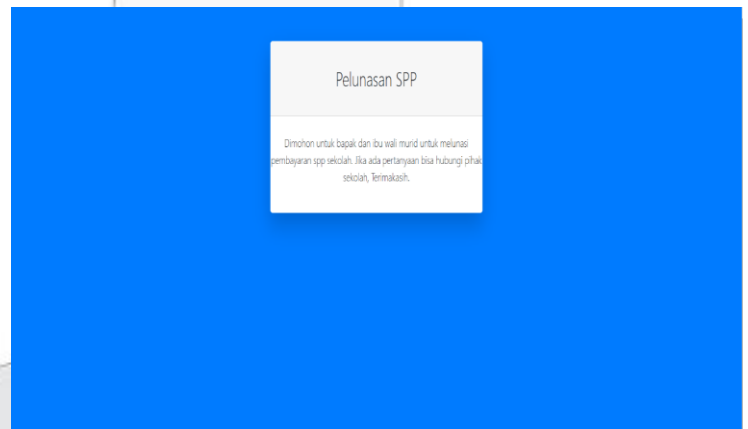 Pelunasan SPP
Dimohon untuk bapak dan ibu wali murid untuk melunasi
pembayaran spp sekolah. Jika ada pertanyaan bisa hubungi pihak
sekolah, Terimakasih.